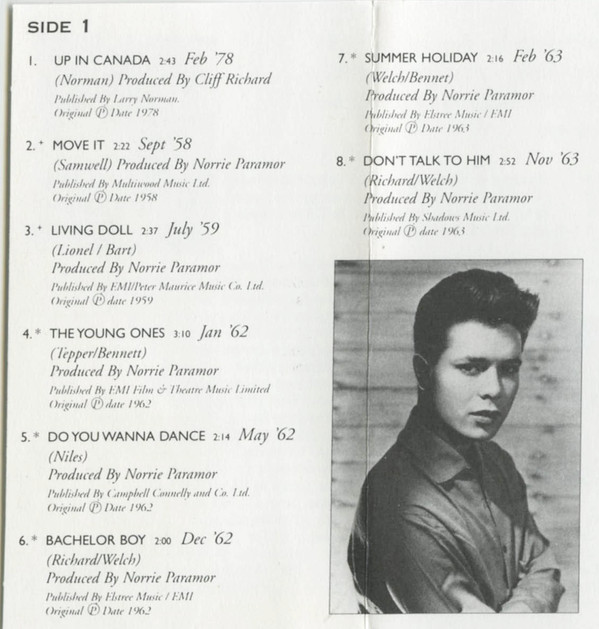 SIDE 1
1. UP IN CANADA 2:43 Feb '78
(Norman) Produced By Cliff Richard
Published By Larry Norman.
Original Ⓟ Date 1978
2. + MOVE IT 2:22 Sept '58
(Samwell) Produced By Norrie Paramor
Published By Multiwood Music Ltd.
Original Ⓟ Date 1958
3. + LIVING DOLL 2:37 July '59
(Lionel / Bart)
Produced By Norrie Paramor
Published By EMI/Peter Maurice Music Co. Ltd.
Original Ⓟ date 1959
4. * THE YOUNG ONES 3:10 Jan '62
(Tepper/Bennett)
Produced By Norrie Paramor
Published By EMI Film & Theatre Music Limited
Original Ⓟ date 1962
5. * DO YOU WANNA DANCE 2:14 May '62
(Niles)
Produced By Norrie Paramor
Published By Campbell Connelly and Co. Ltd.
Original Ⓟ Date 1962
6. * BACHELOR BOY 2:00 Dec '62
(Richard/Welch)
Produced By Norrie Paramor
Published By Elstree Music / EMI
Original Ⓟ Date 1962
7. * SUMMER HOLIDAY 2:16 Feb '63
(Welch/Bennet)
Produced By Norrie Paramor
Published By Elstree Music / EMI
Original Ⓟ Date 1963
8. * DON'T TALK TO HIM 2:52 Nov '63
(Richard/Welch)
Produced By Norrie Paramor
Published By Shadows Music Ltd.
Original Ⓟ date 1963